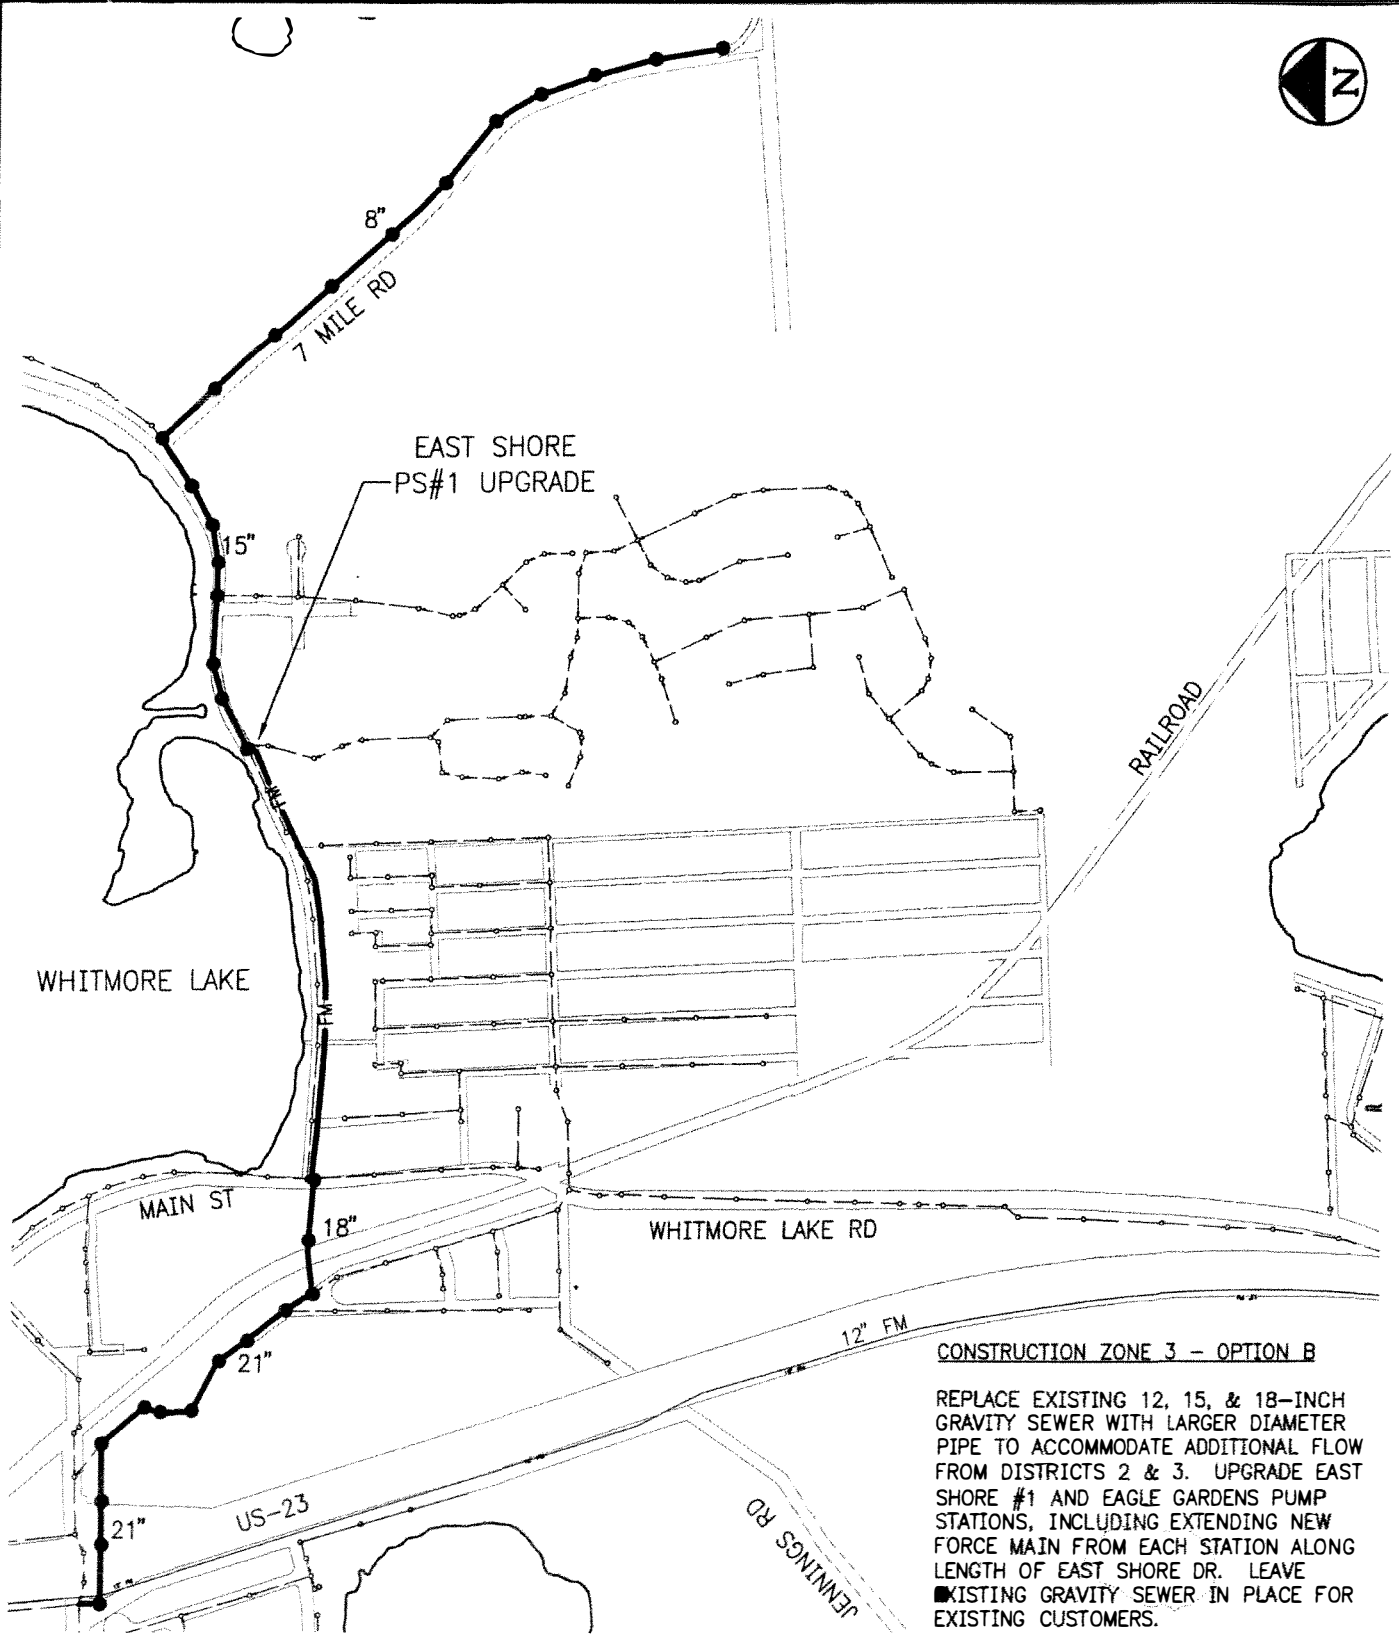 N
8"
7 MILE RD
EAST SHORE
PS#1 UPGRADE
15"
FM
RAILROAD
WHITMORE LAKE
FM
MAIN ST
18"
WHITMORE LAKE RD
12" FM
21"
US-23
21"
JENNINGS RD
CONSTRUCTION ZONE 3 - OPTION B
REPLACE EXISTING 12, 15, & 18-INCH
GRAVITY SEWER WITH LARGER DIAMETER
PIPE TO ACCOMMODATE ADDITIONAL FLOW
FROM DISTRICTS 2 & 3. UPGRADE EAST
SHORE #1 AND EAGLE GARDENS PUMP
STATIONS, INCLUDING EXTENDING NEW
FORCE MAIN FROM EACH STATION ALONG
LENGTH OF EAST SHORE DR. LEAVE
EXISTING GRAVITY SEWER IN PLACE FOR
EXISTING CUSTOMERS.